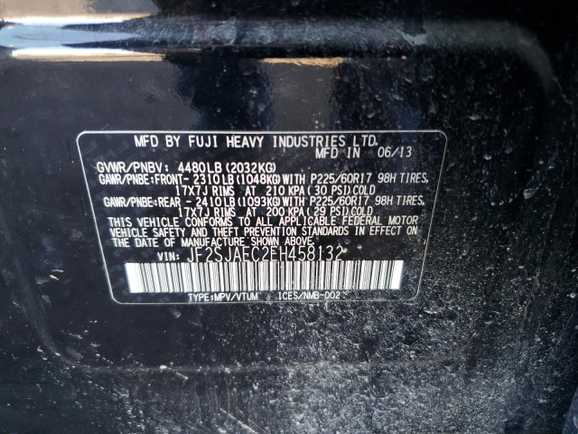 MFD BY FUJI HEAVY INDUSTRIES LTD.
MFD IN 06/13
GVWR/PNBV: 4480LB(2032KG)
GAWR/PNBE:FRONT- 2310LB(1048KG)WITH P225/60R17 98H TIRES,
17X7J RIMS AT 210 KPA(30 PSI)COLD
GAWR/PNBE:REAR - 2410LB(1093KG)WITH P225/60R17 98H TIRES,
17X7J RIMS AT 200 KPA(29 PSI)COLD
THIS VEHICLE CONFORMS TO ALL APPLICABLE FEDERAL MOTOR
VEHICLE SAFETY AND THEFT PREVENTION STANDARDS IN EFFECT
ON THE DATE OF MANUFACTURE SHOWN ABOVE.
VIN: JF2SJAEC2EH458132
TYPE:MPV/VTUM ICES/NMB-002